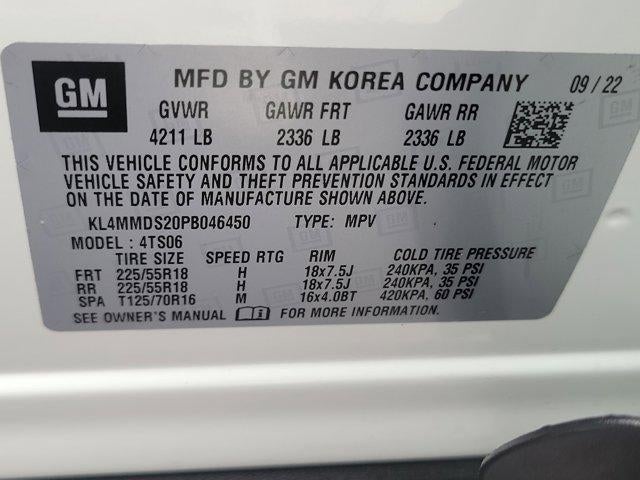 GM MFD BY GM KOREA COMPANY 09/22
GVWR GAWR FRT GAWR RR
4211 LB 2336 LB 2336 LB
THIS VEHICLE CONFORMS TO ALL APPLICABLE U.S. FEDERAL MOTOR
VEHICLE SAFETY AND THEFT PREVENTION STANDARDS IN EFFECT
ON THE DATE OF MANUFACTURE SHOWN ABOVE.
KL4MMDS20PB046450 TYPE: MPV
MODEL: 4TS06
TIRE SIZE SPEED RTG RIM COLD TIRE PRESSURE
FRT 225/55R18 H 18x7.5J 240KPA, 35 PSI
RR 225/55R18 H 18x7.5J 240KPA, 35 PSI
SPA T125/70R16 M 16x4.0BT 420KPA, 60 PSI
SEE OWNER'S MANUAL FOR MORE INFORMATION.